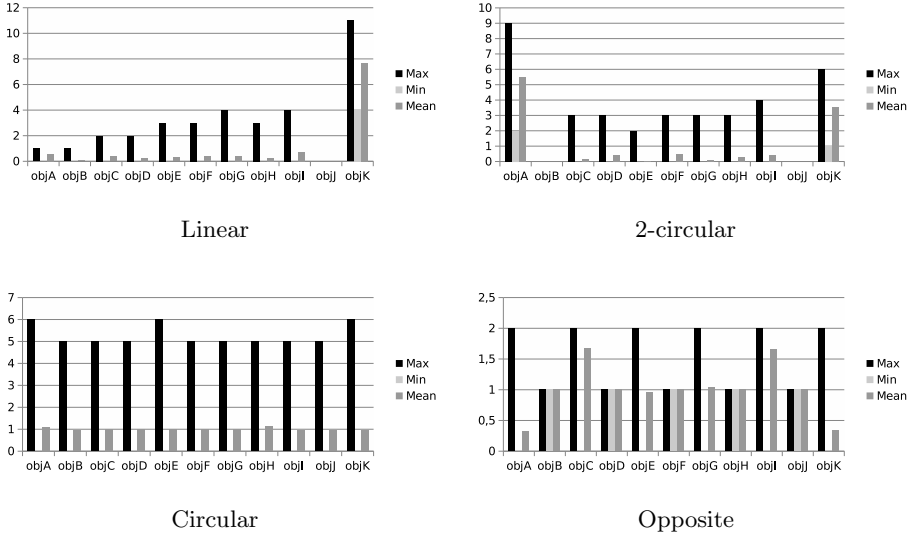 12
10
8
6
4
2
0
objA objB objC objD objE objF objG objH objI objJ objK
Max
Min
Mean
Linear
10
9
8
7
6
5
4
3
2
1
0
objA objB objC objD objE objF objG objH objI objJ objK
Max
Min
Mean
2-circular
7
6
5
4
3
2
1
0
objA objB objC objD objE objF objG objH objI objJ objK
Max
Min
Mean
Circular
2,5
2
1,5
1
0,5
0
objA objB objC objD objE objF objG objH objI objJ objK
Max
Min
Mean
Opposite